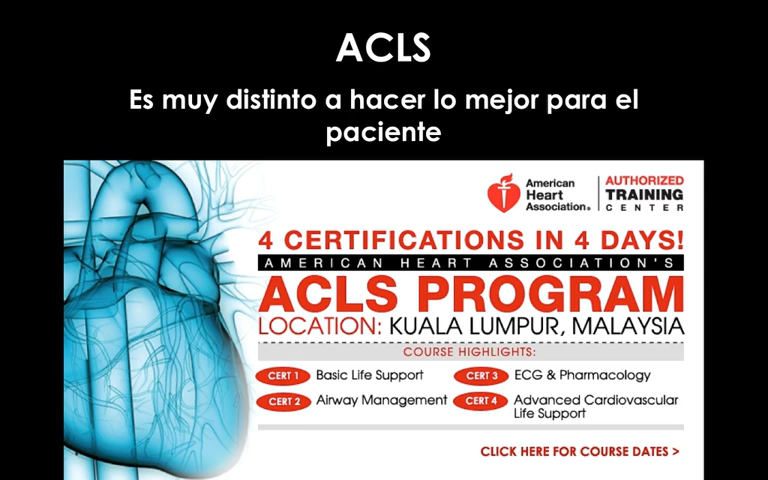 ACLS
Es muy distinto a hacer lo mejor para el
paciente
American
Heart
Association®
AUTHORIZED
TRAINING
CENTER
4 CERTIFICATIONS IN 4 DAYS!
AMERICAN HEART ASSOCIATION'S
ACLS PROGRAM
LOCATION: KUALA LUMPUR, MALAYSIA
COURSE HIGHLIGHTS:
CERT 1 Basic Life Support
CERT 3 ECG & Pharmacology
CERT 2 Airway Management
CERT 4 Advanced Cardiovascular
Life Support
CLICK HERE FOR COURSE DATES >